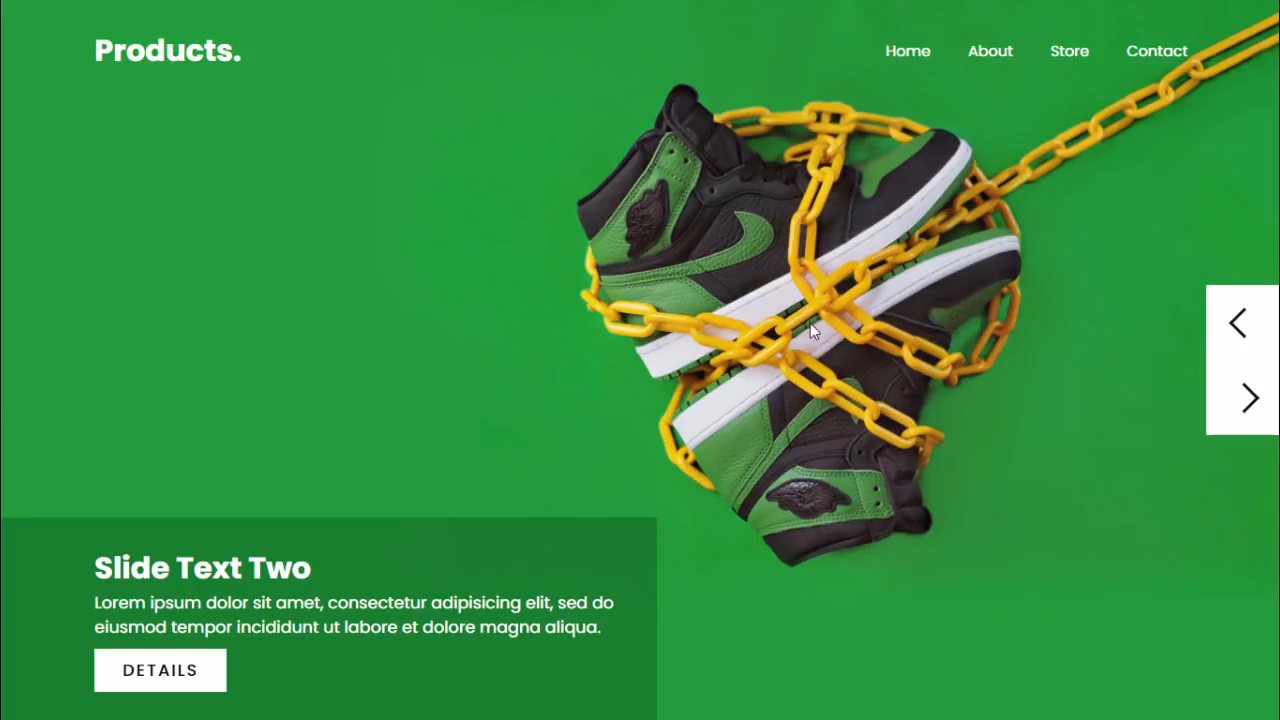 Products.
Home About Store Contact
Slide Text Two
Lorem ipsum dolor sit amet, consectetur adipisicing elit, sed do
eiusmod tempor incididunt ut labore et dolore magna aliqua.
DETAILS